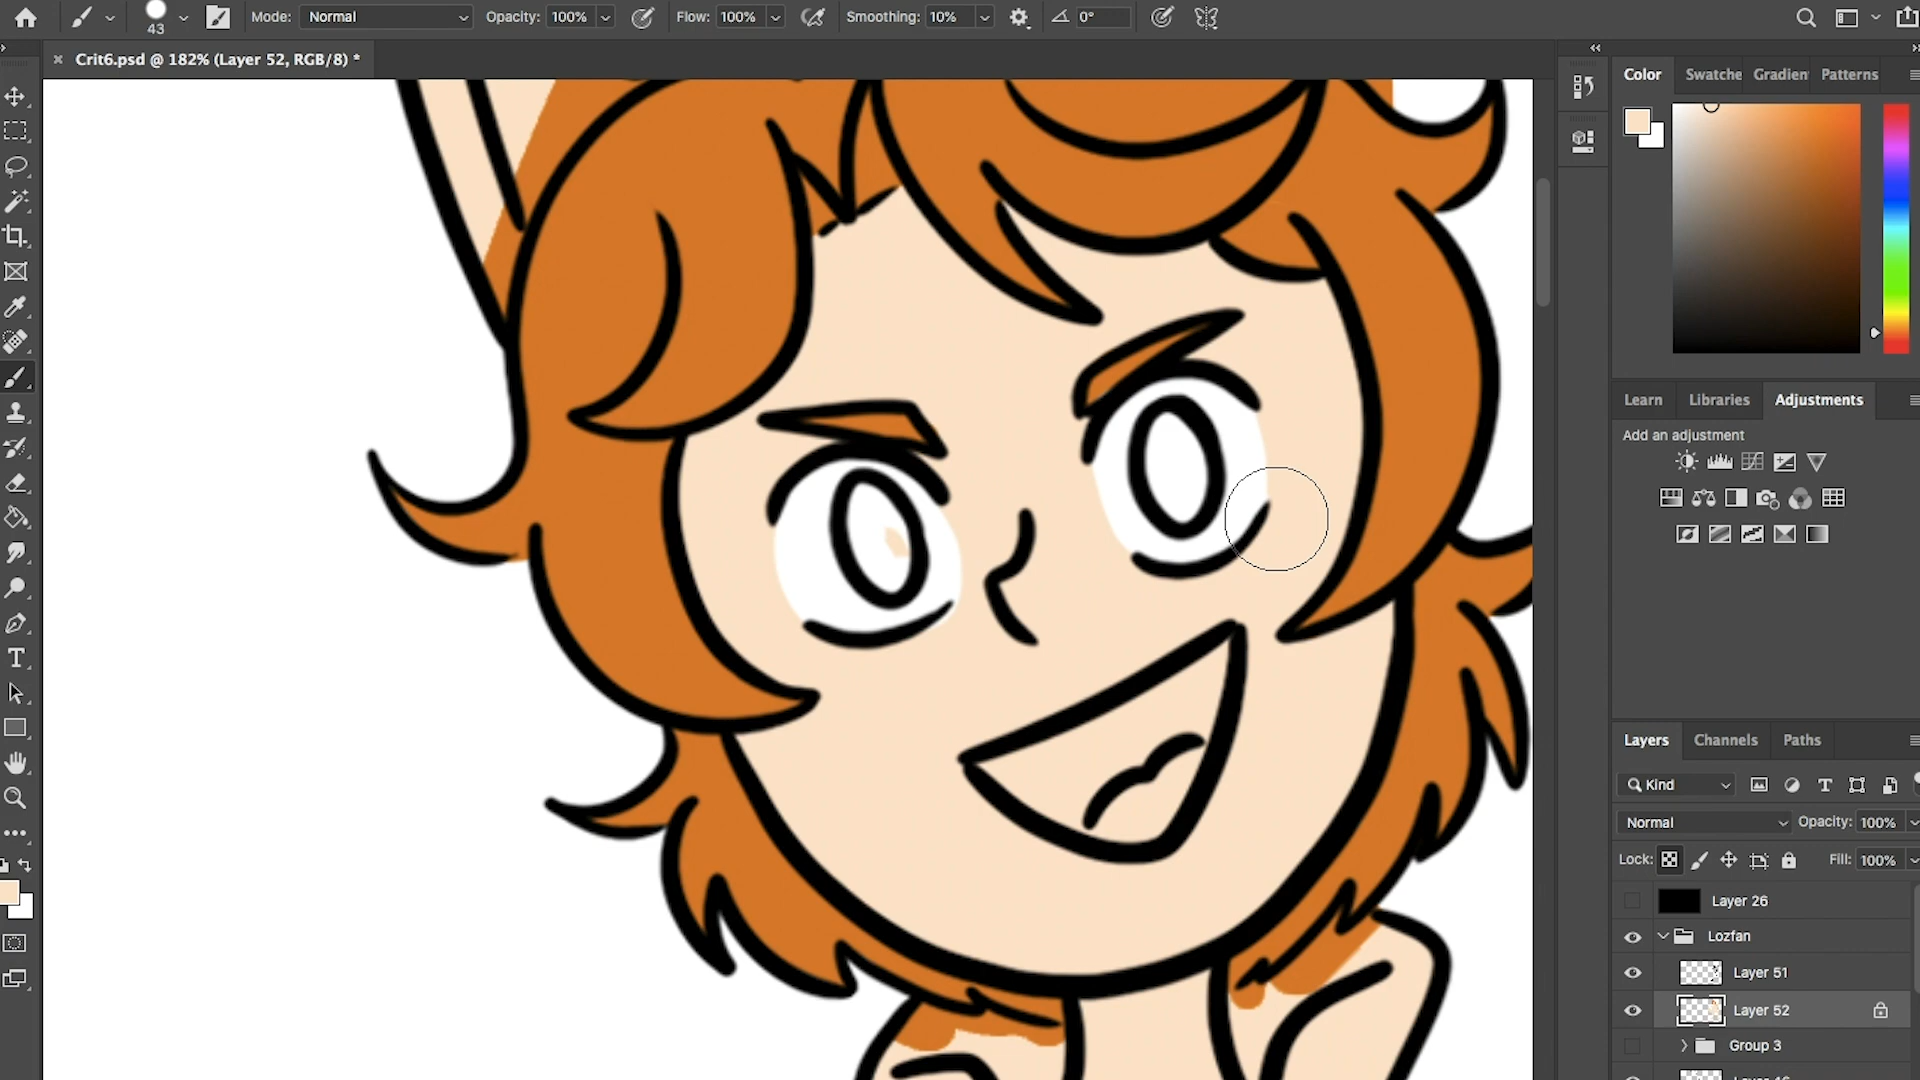 Mode: Normal Opacity: 100% Flow: 100% Smoothing: 10% 0°
43
Crit6.psd @ 182% (Layer 52, RGB/8) *
Color Swatche Gradien Patterns
Learn Libraries Adjustments
Add an adjustment
Layers Channels Paths
Kind
Normal Opacity: 100%
Lock: Fill: 100%
Layer 26
Lozfan
Layer 51
Layer 52
Group 3